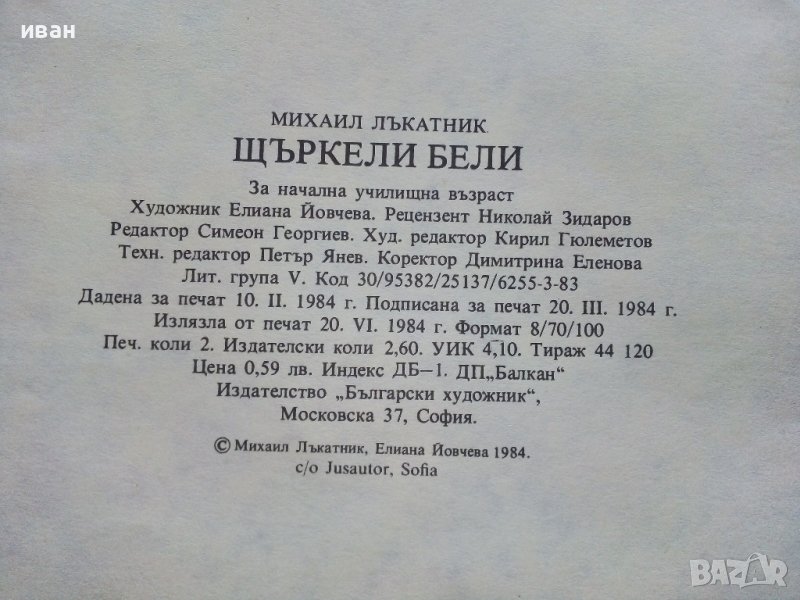 иван
МИХАИЛ ЛЪКАТНИК
ЩЪРКЕЛИ БЕЛИ
За начална училищна възраст
Художник Елиана Йовчева. Рецензент Николай Зидаров
Редактор Симеон Георгиев. Худ. редактор Кирил Гюлеметов
Техн. редактор Петър Янев. Коректор Димитрина Еленова
Лит. група V. Код 30/95382/25137/6255-3-83
Дадена за печат 10. II. 1984 г. Подписана за печат 20. III. 1984 г.
Излязла от печат 20. VI. 1984 г. Формат 8/70/100
Печ. коли 2. Издателски коли 2,60. УИК 4,10. Тираж 44 120
Цена 0,59 лв. Индекс ДБ—1. ДП„Балкан“
Издателство „Български художник“,
Московска 37, София.
© Михаил Лъкатник, Елиана Йовчева 1984.
c/o Jusautor, Sofia
BAZAR